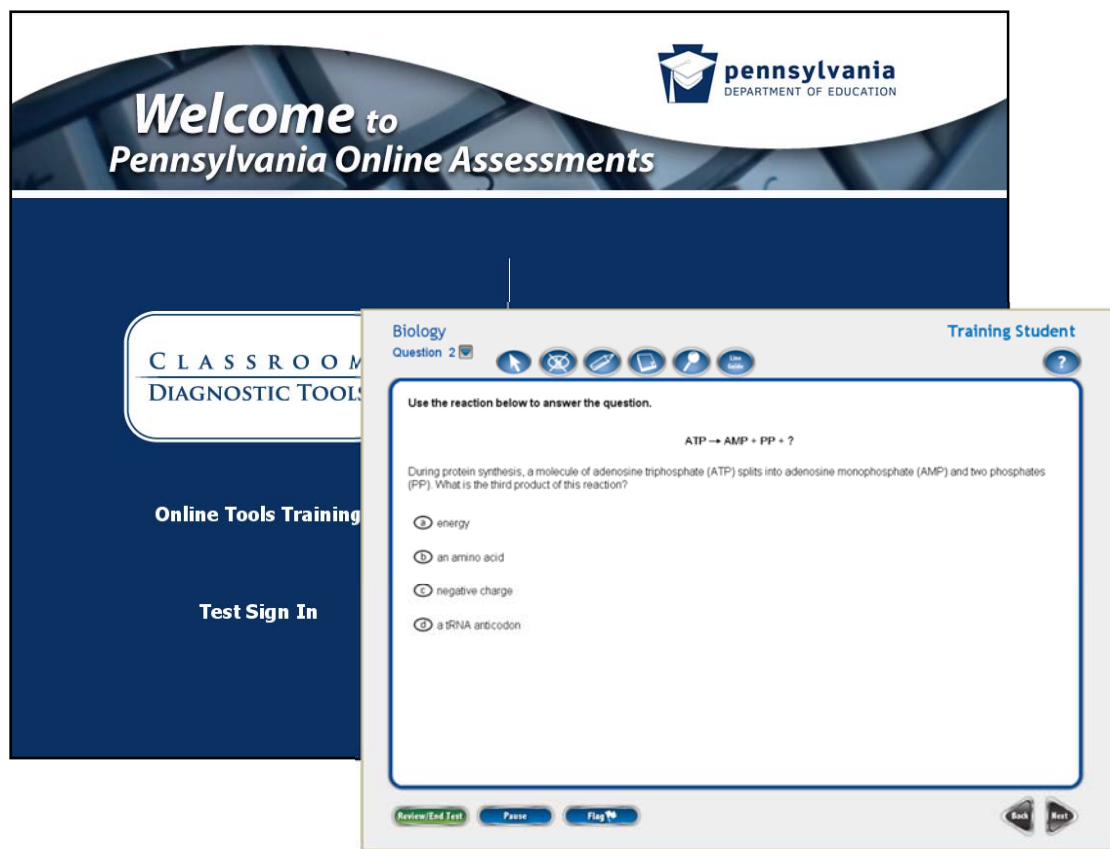 pennsylvania
DEPARTMENT OF EDUCATION
Welcome to
Pennsylvania Online Assessments
CLASSROOM
DIAGNOSTIC TOOLS
Online Tools Training
Test Sign In
Biology
Training Student
Question 2
Line
Guide
?
Use the reaction below to answer the question.
ATP → AMP + PP + ?
During protein synthesis, a molecule of adenosine triphosphate (ATP) splits into adenosine monophosphate (AMP) and two phosphates
(PP). What is the third product of this reaction?
a energy
b an amino acid
c negative charge
d a tRNA anticodon
Review/End Test
Pause
Flag
Back
Next